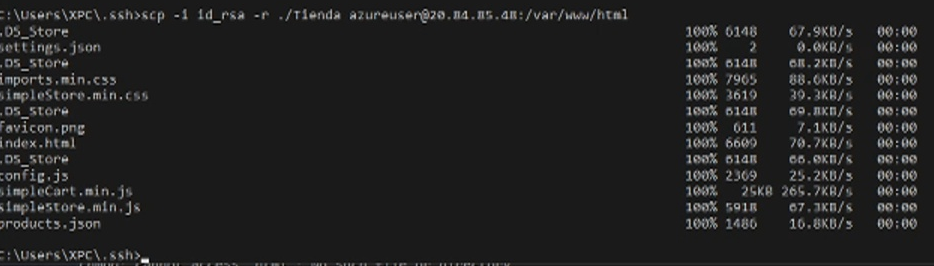 C:\Users\XPC\.ssh>scp -i id_rsa -r ./Tienda azureuser@20.84.85.48:/var/www/html
.DS_Store 100% 6148 67.9KB/s 00:00
settings.json 100% 2 0.0KB/s 00:00
.DS_Store 100% 6148 68.2KB/s 00:00
imports.min.css 100% 7965 88.6KB/s 00:00
simpleStore.min.css 100% 3619 39.3KB/s 00:00
.DS_Store 100% 6148 69.8KB/s 00:00
favicon.png 100% 611 7.1KB/s 00:00
index.html 100% 6609 70.7KB/s 00:00
.DS_Store 100% 6148 66.0KB/s 00:00
config.js 100% 2369 25.2KB/s 00:00
simpleCart.min.js 100% 25KB 265.7KB/s 00:00
simpleStore.min.js 100% 5918 67.3KB/s 00:00
products.json 100% 1486 16.8KB/s 00:00
C:\Users\XPC\.ssh>